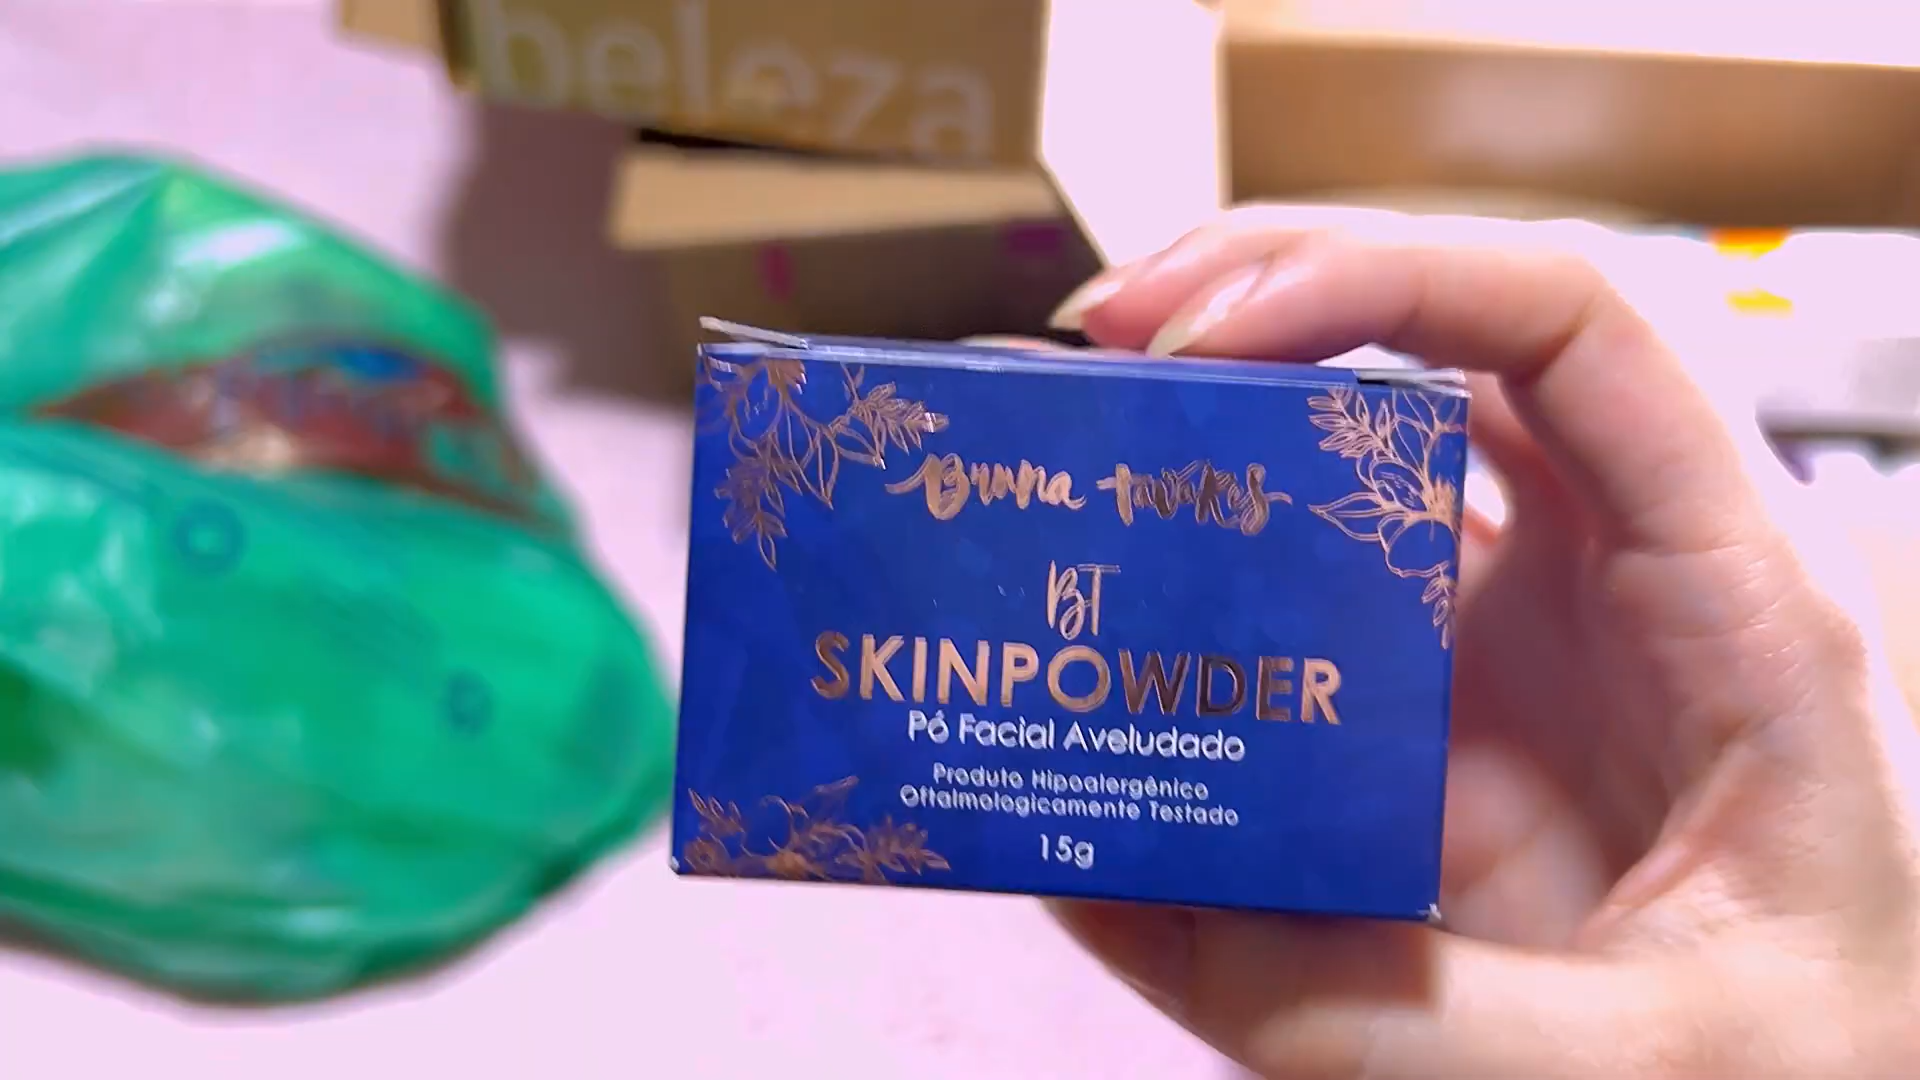 beleza
Bruna Tavares
BT
SKINPOWDER
Pó Facial Aveludado
Produto Hipoalergênico
Oftalmologicamente Testado
15g